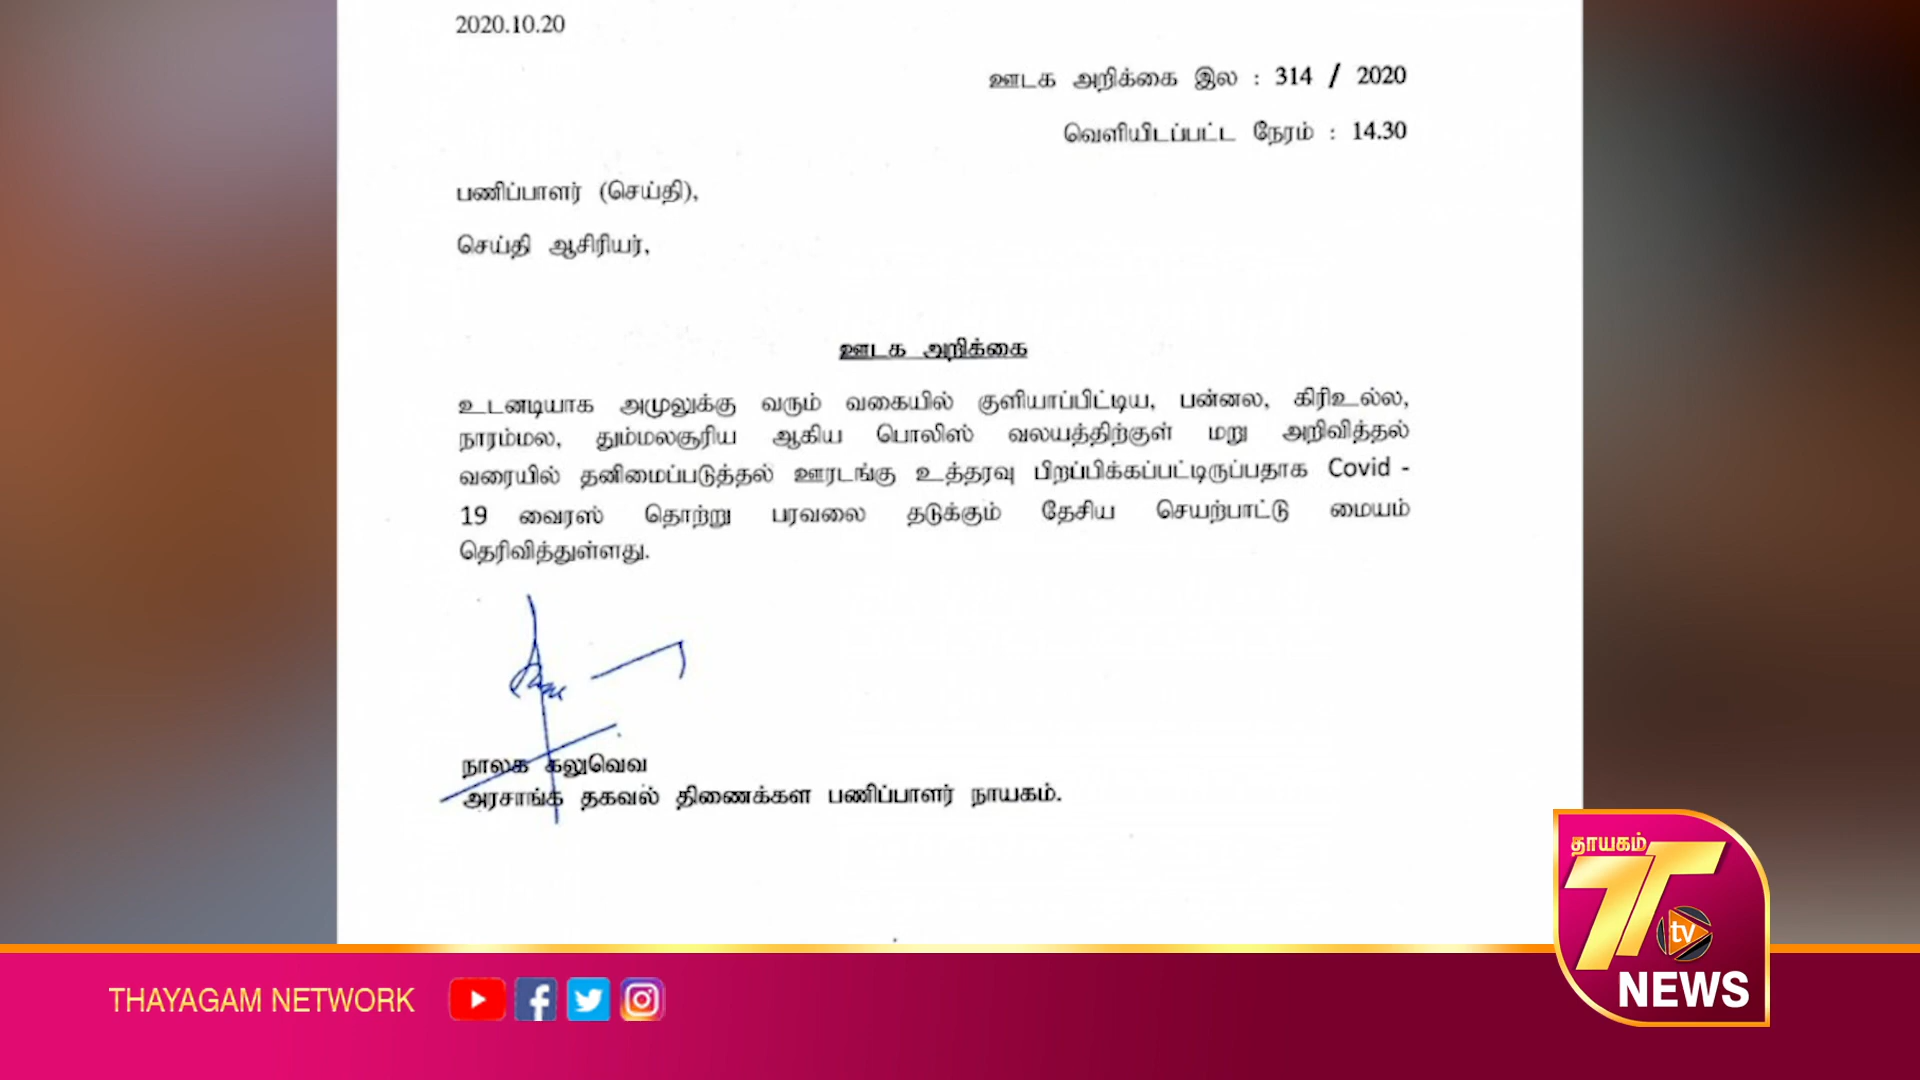 2020.10.20
ஊடக அறிக்கை இல : 314 / 2020
வெளியிடப்பட்ட நேரம் : 14.30
பணிப்பாளர் (செய்தி),
செய்தி ஆசிரியர்,
ஊடக அறிக்கை
உடனடியாக அமுலுக்கு வரும் வகையில் குளியாப்பிட்டிய, பன்னல, கிரிஉல்ல,
நாரம்மல, தும்மலசூரிய ஆகிய பொலிஸ் வலயத்திற்குள் மறு அறிவித்தல்
வரையில் தனிமைப்படுத்தல் ஊரடங்கு உத்தரவு பிறப்பிக்கப்பட்டிருப்பதாக Covid -
19 வைரஸ் தொற்று பரவலை தடுக்கும் தேசிய செயற்பாட்டு மையம்
தெரிவித்துள்ளது.
நாலக கலுவெவ
அரசாங்க தகவல் திணைக்கள பணிப்பாளர் நாயகம்.
தாயகம்
TT
tv
NEWS
THAYAGAM NETWORK